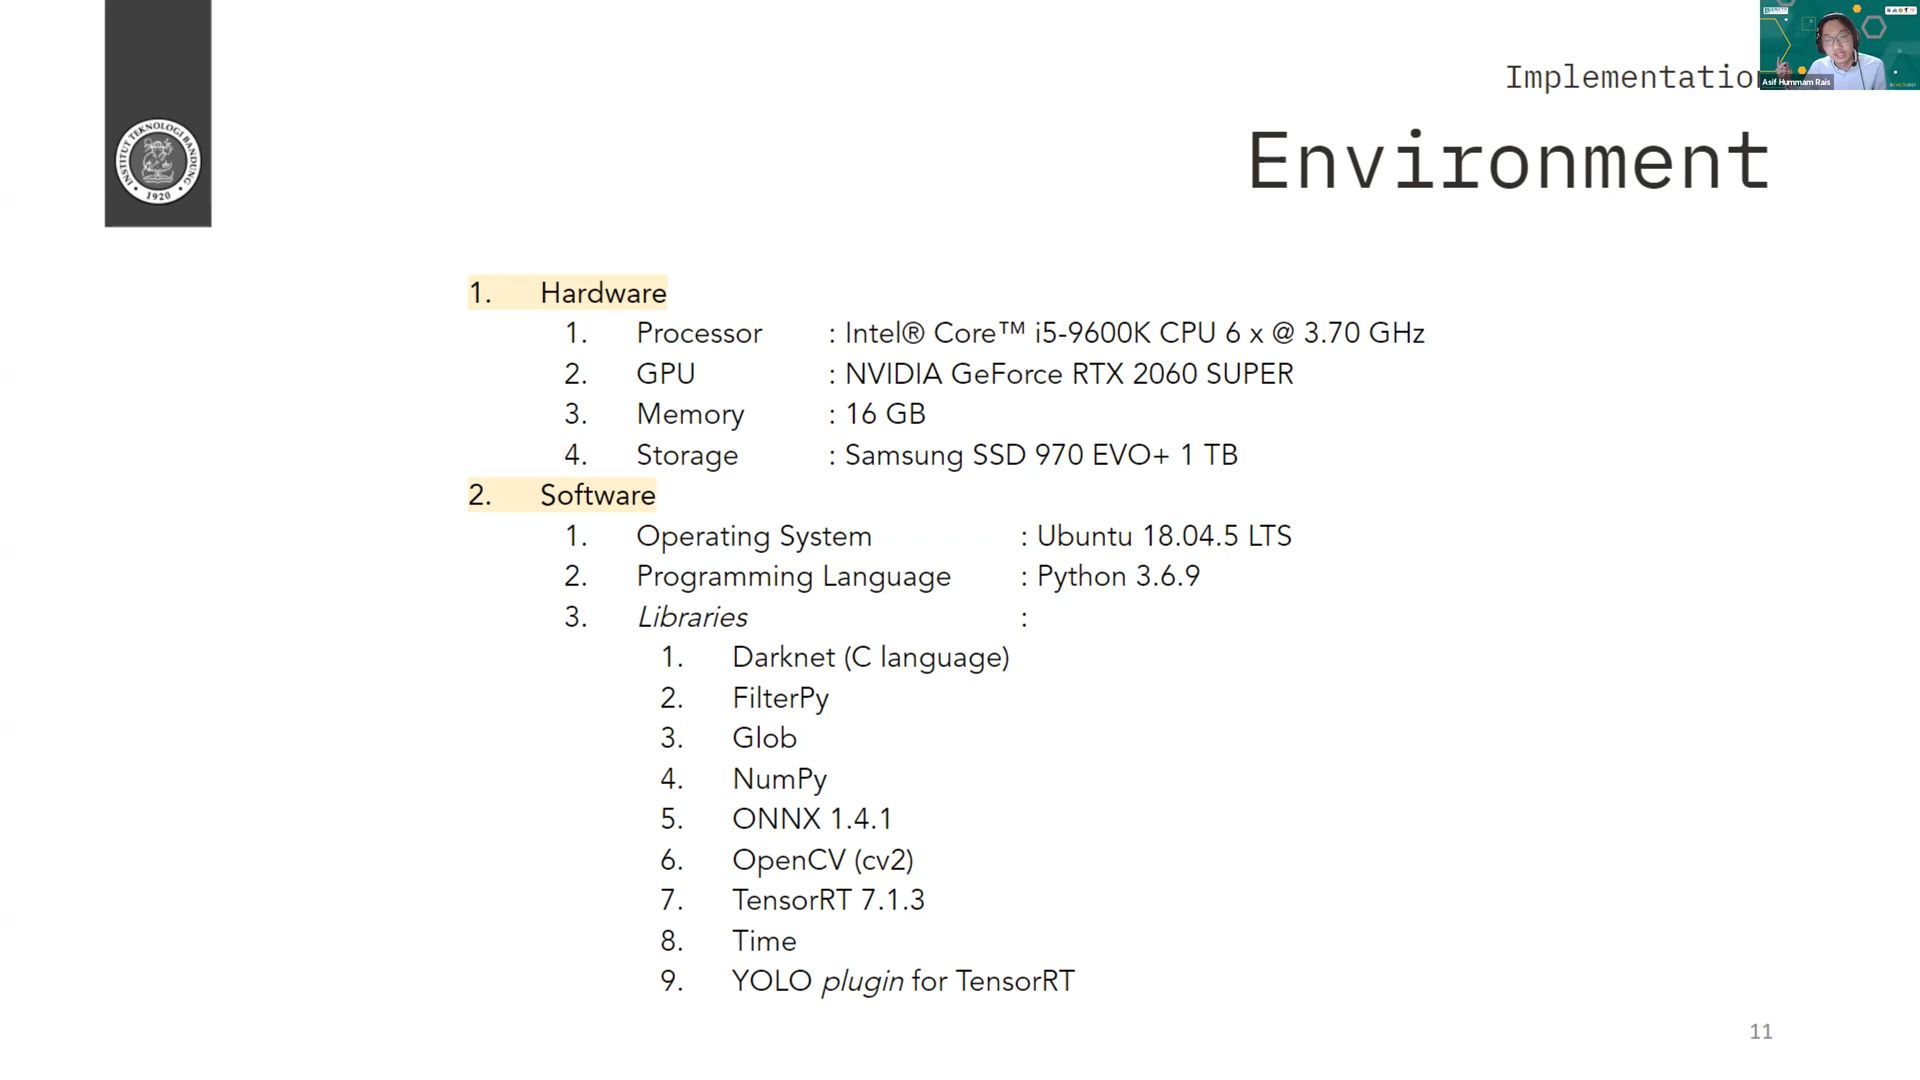 Implementatio
Asif Hummam Rais
Environment
INSTITUT TEKNOLOGI BANDUNG
1920
1. Hardware
1. Processor : Intel® Core™ i5-9600K CPU 6 x @ 3.70 GHz
2. GPU : NVIDIA GeForce RTX 2060 SUPER
3. Memory : 16 GB
4. Storage : Samsung SSD 970 EVO+ 1 TB
2. Software
1. Operating System : Ubuntu 18.04.5 LTS
2. Programming Language : Python 3.6.9
3. Libraries :
1. Darknet (C language)
2. FilterPy
3. Glob
4. NumPy
5. ONNX 1.4.1
6. OpenCV (cv2)
7. TensorRT 7.1.3
8. Time
9. YOLO plugin for TensorRT
11